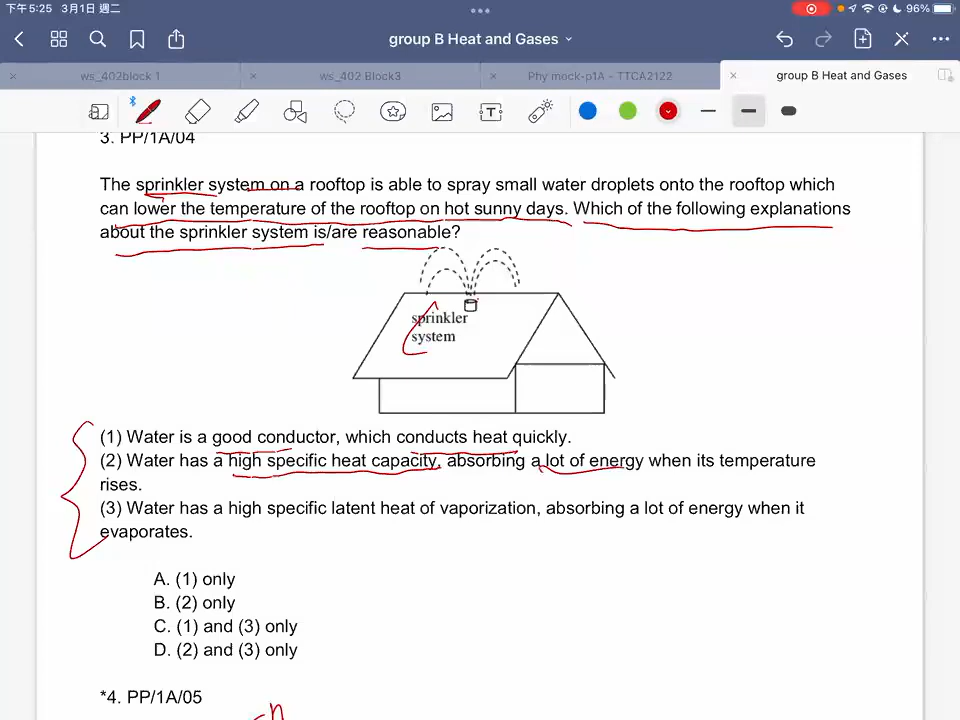 下午5:25 3月1日 週二
96%
group B Heat and Gases
ws_402block 1
ws_402 Block3
Phy mock-p1A - TTCA2122
group B Heat and Gases
3. PP/1A/04
The sprinkler system on a rooftop is able to spray small water droplets onto the rooftop which
can lower the temperature of the rooftop on hot sunny days. Which of the following explanations
about the sprinkler system is/are reasonable?
sprinkler
system
(1) Water is a good conductor, which conducts heat quickly.
(2) Water has a high specific heat capacity, absorbing a lot of energy when its temperature
rises.
(3) Water has a high specific latent heat of vaporization, absorbing a lot of energy when it
evaporates.
A. (1) only
B. (2) only
C. (1) and (3) only
D. (2) and (3) only
*4. PP/1A/05